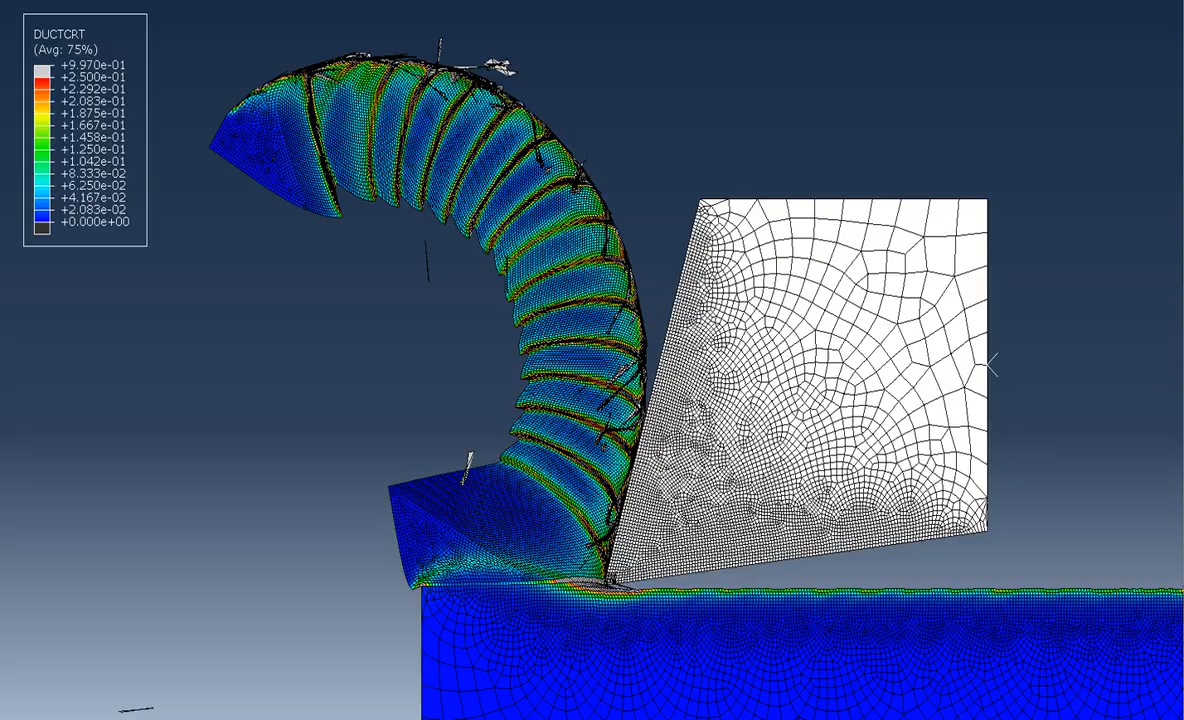 DUCTCRT
(Avg: 75%)
+9.970e-01
+2.500e-01
+2.292e-01
+2.083e-01
+1.875e-01
+1.667e-01
+1.458e-01
+1.250e-01
+1.042e-01
+8.333e-02
+6.250e-02
+4.167e-02
+2.083e-02
+0.000e+00